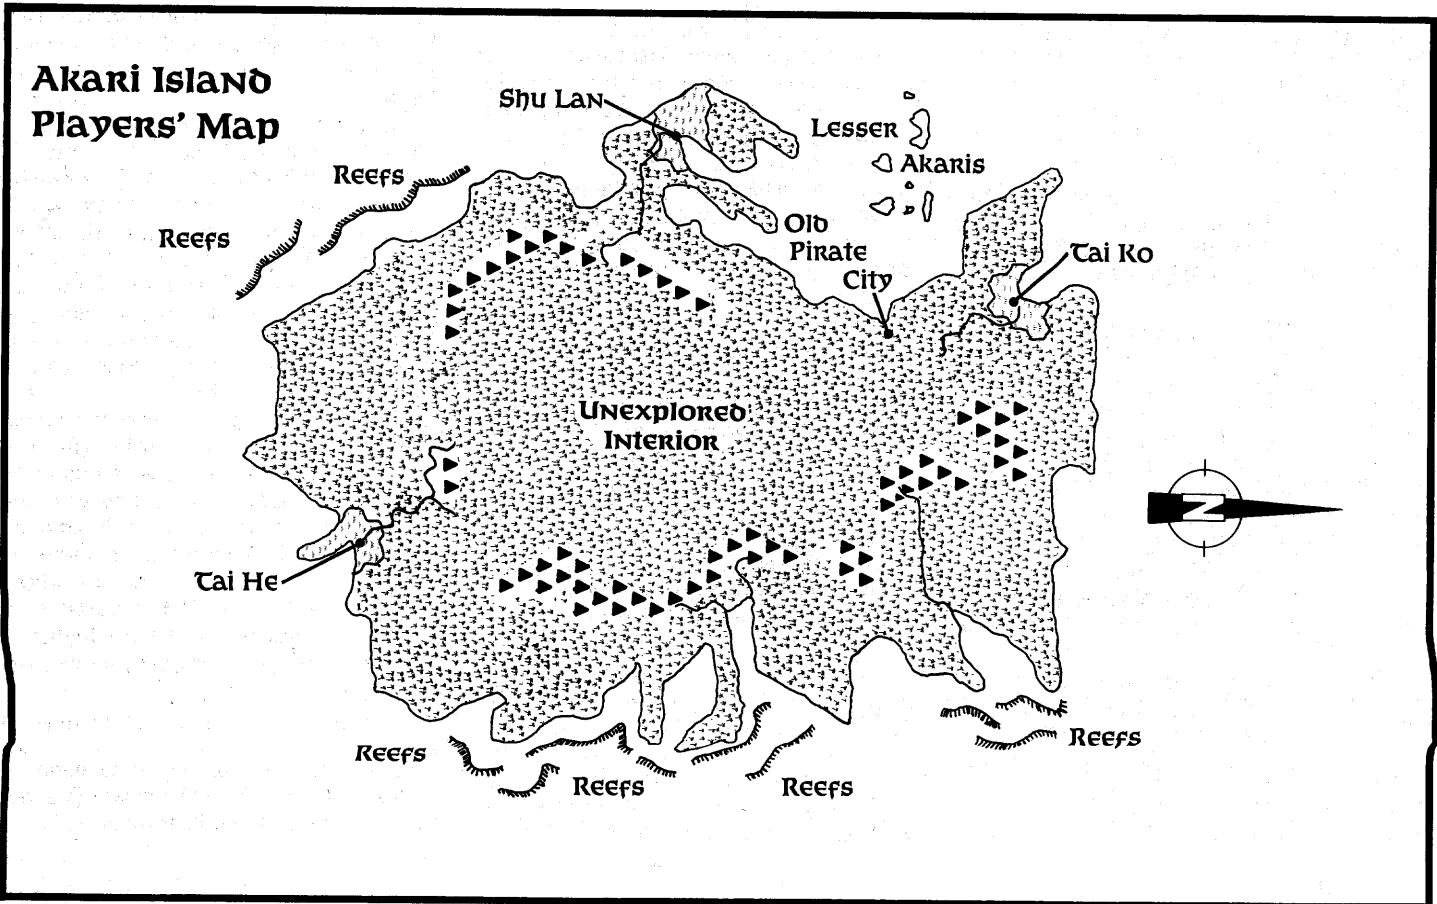 Akari Island
Players' Map
Shu Lan
Lesser
Akaris
Reefs
Reefs
Old
Pirate
City
Tai Ko
Unexplored
Interior
N
Tai He
Reefs
Reefs
Reefs
Reefs